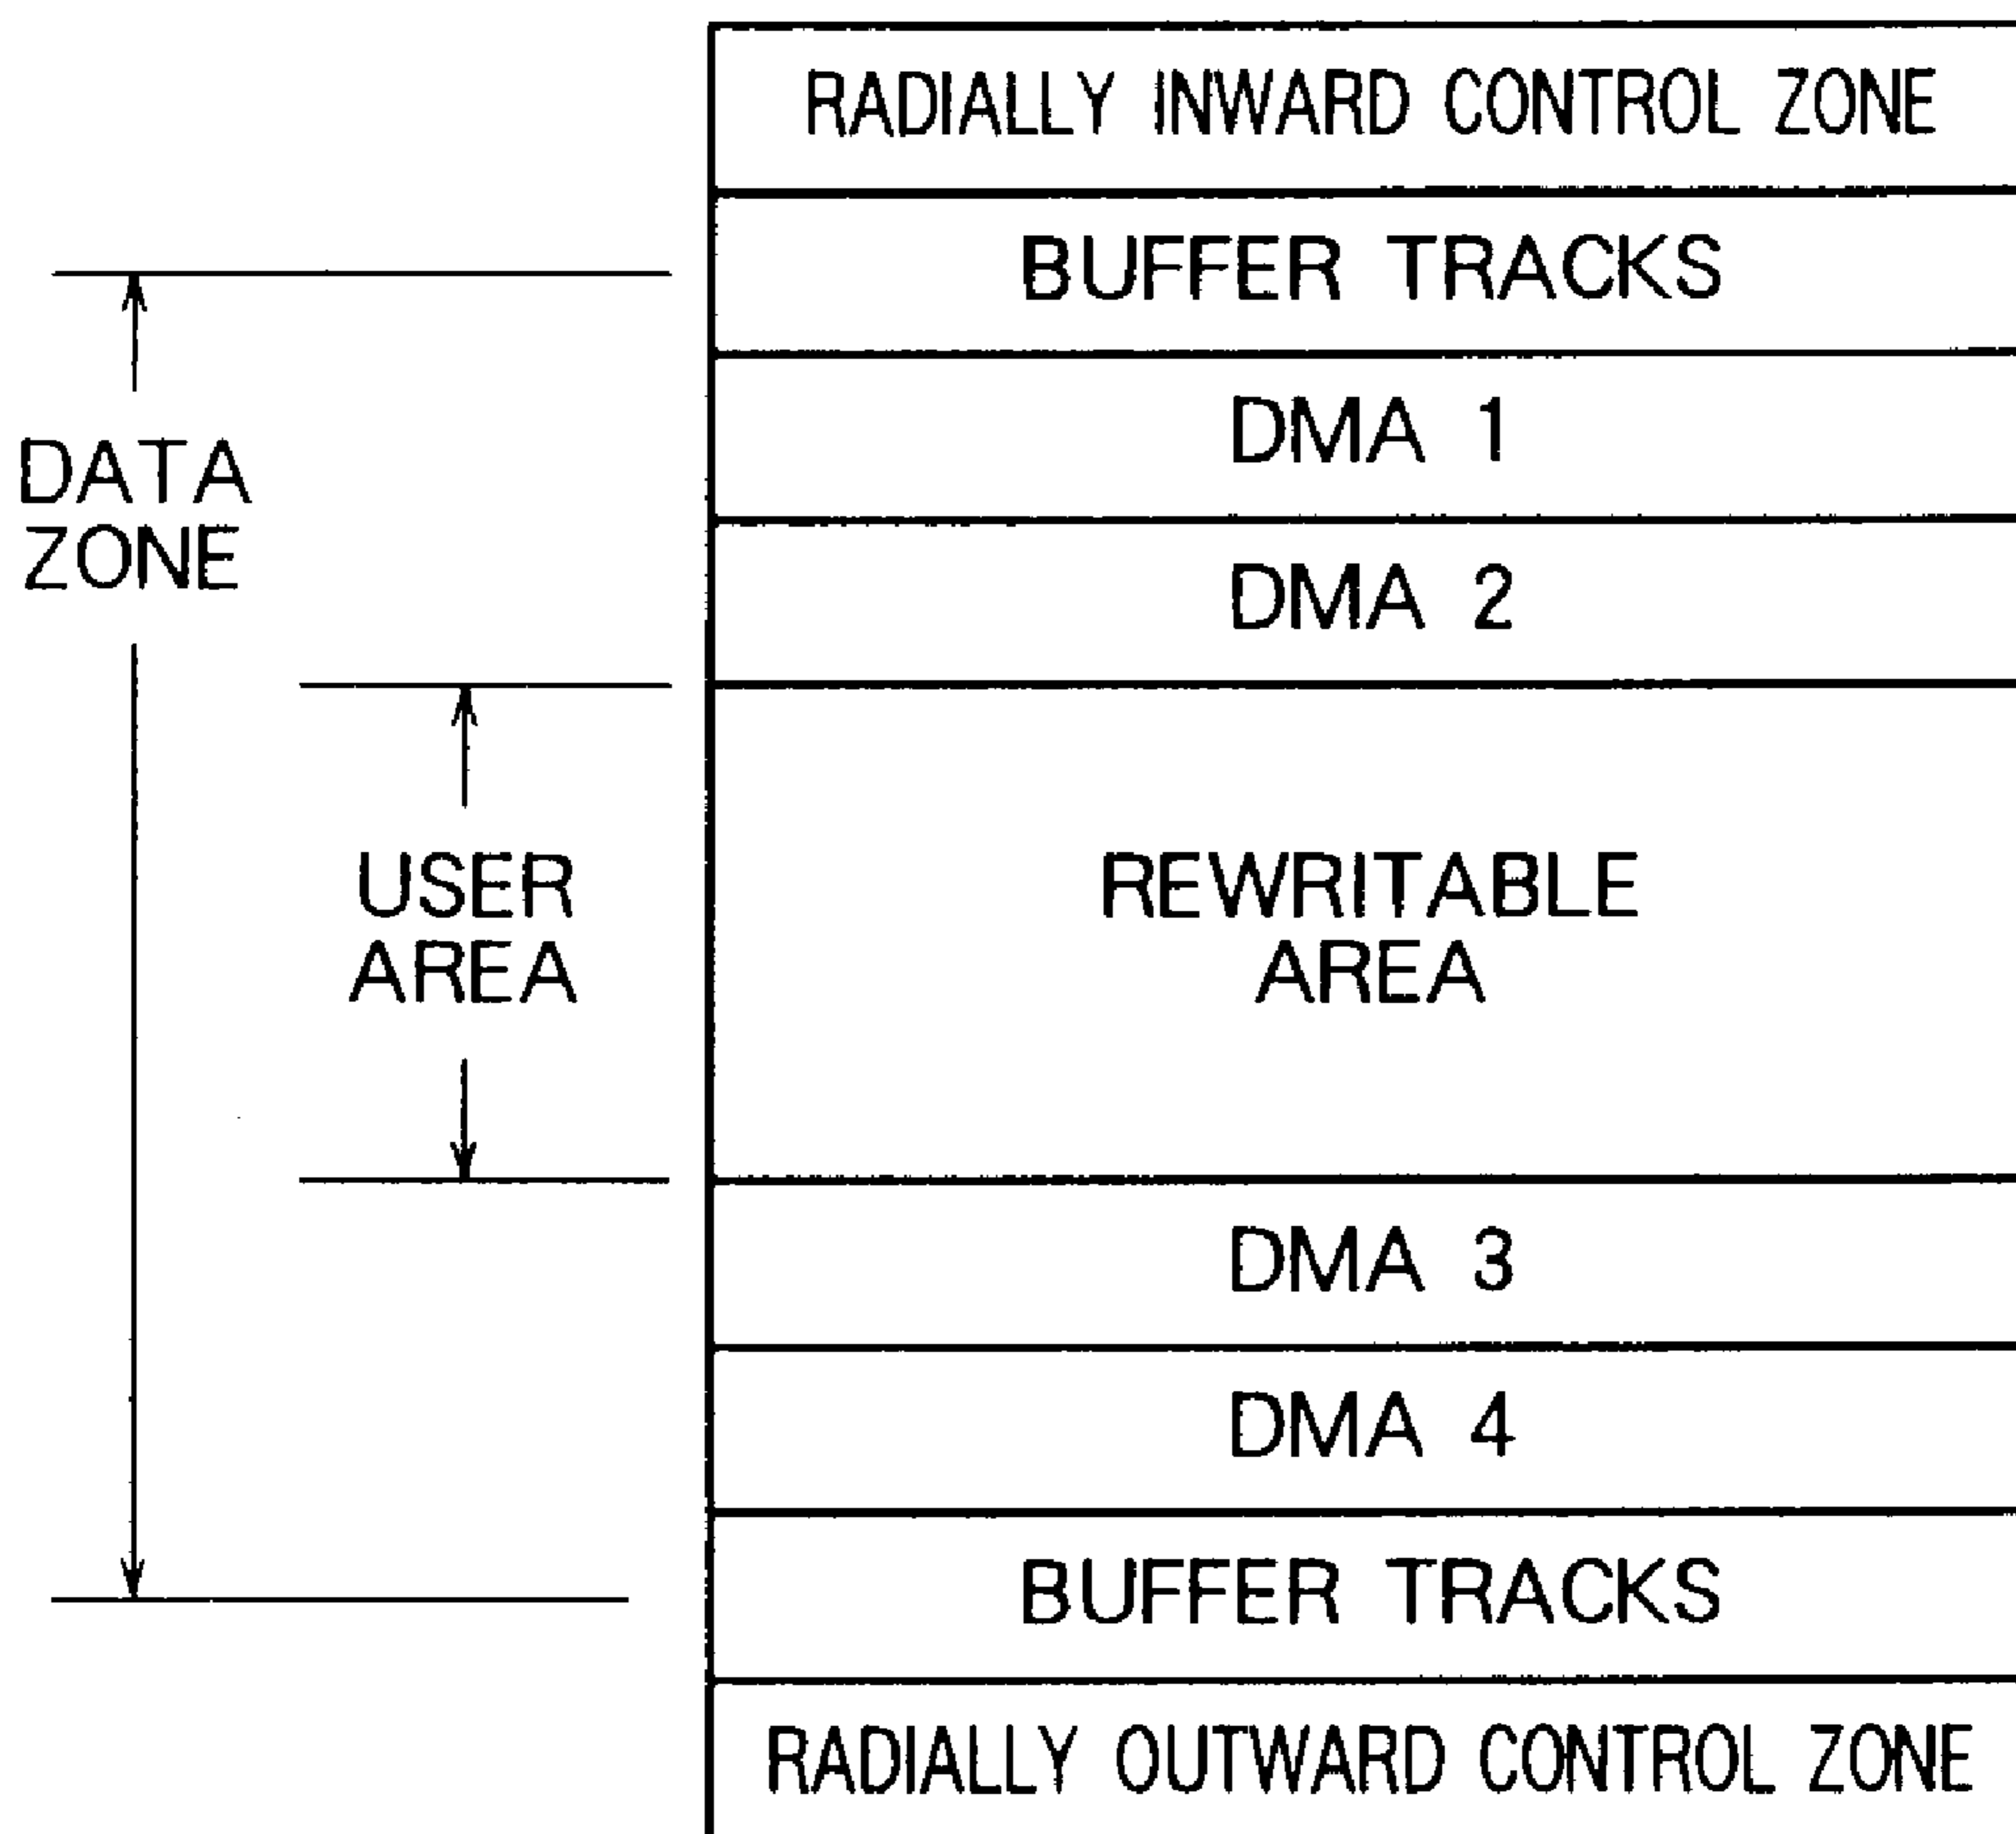 RADIALLY INWARD CONTROL ZONE
BUFFER TRACKS
DMA 1
DATA
ZONE
DMA 2
USER
AREA
REWRITABLE
AREA
DMA 3
DMA 4
BUFFER TRACKS
RADIALLY OUTWARD CONTROL ZONE